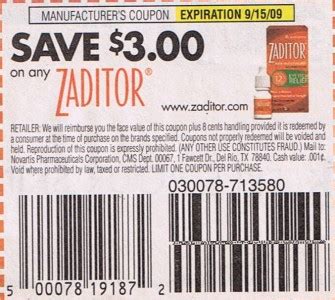 MANUFACTURER'S COUPON EXPIRATION 9/15/09
SAVE $3.00
on any
ZADITOR®
ZADITOR
www.zaditor.com
RETAILER: We will reimburse you the face value of this coupon plus 8 cents handling provided it is redeemed by
a consumer at the time of purchase on the brands specified. Coupons not properly redeemed will be voided and
held. Reproduction of this coupon is expressly prohibited. (ANY OTHER USE CONSTITUTES FRAUD.) Mail to:
Novartis Pharmaceuticals Corporation, CMS Dept. 00067, 1 Fawcett Dr., Del Rio, TX 78840. Cash value: .001¢.
Void where prohibited by law, taxed or restricted. LIMIT ONE COUPON PER PURCHASE.
030078-713580
5 00078 19187 2